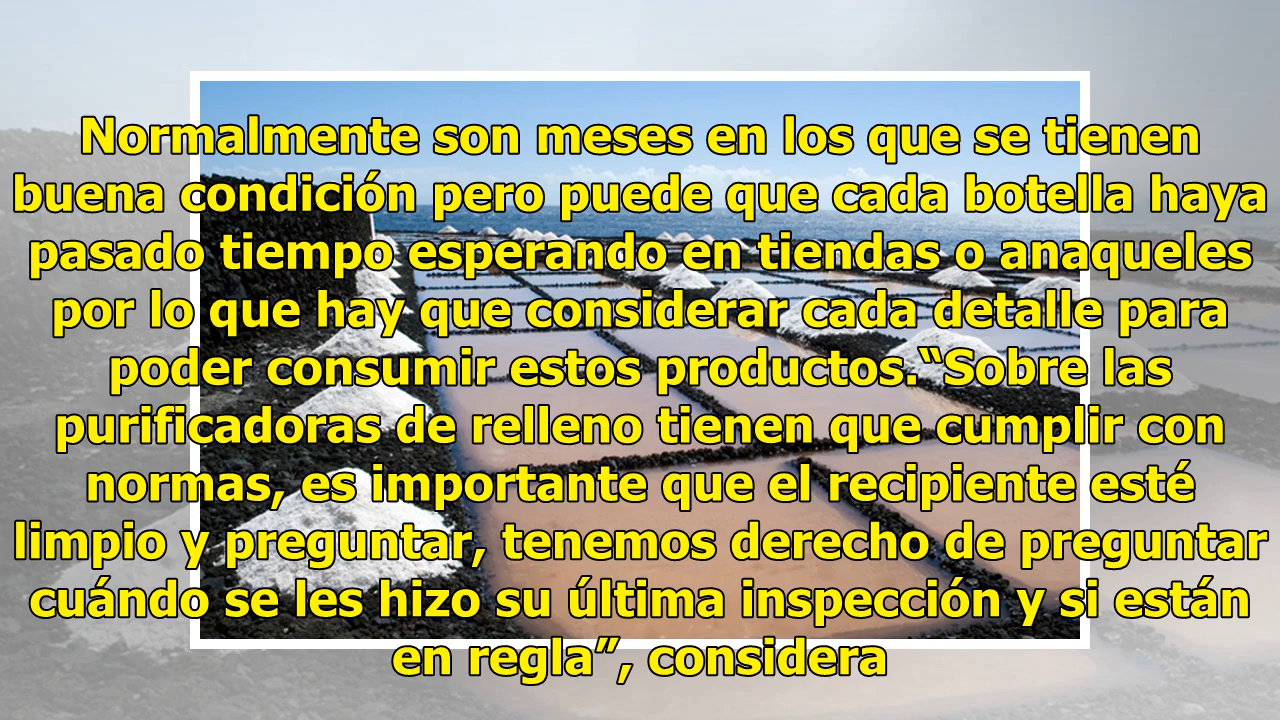 Normalmente son meses en los que se tienen
buena condición pero puede que cada botella haya
pasado tiempo esperando en tiendas o anaqueles
por lo que hay que considerar cada detalle para
poder consumir estos productos.“Sobre las
purificadoras de relleno tienen que cumplir con
normas, es importante que el recipiente esté
limpio y preguntar, tenemos derecho de preguntar
cuándo se les hizo su última inspección y si están
en regla”, considera